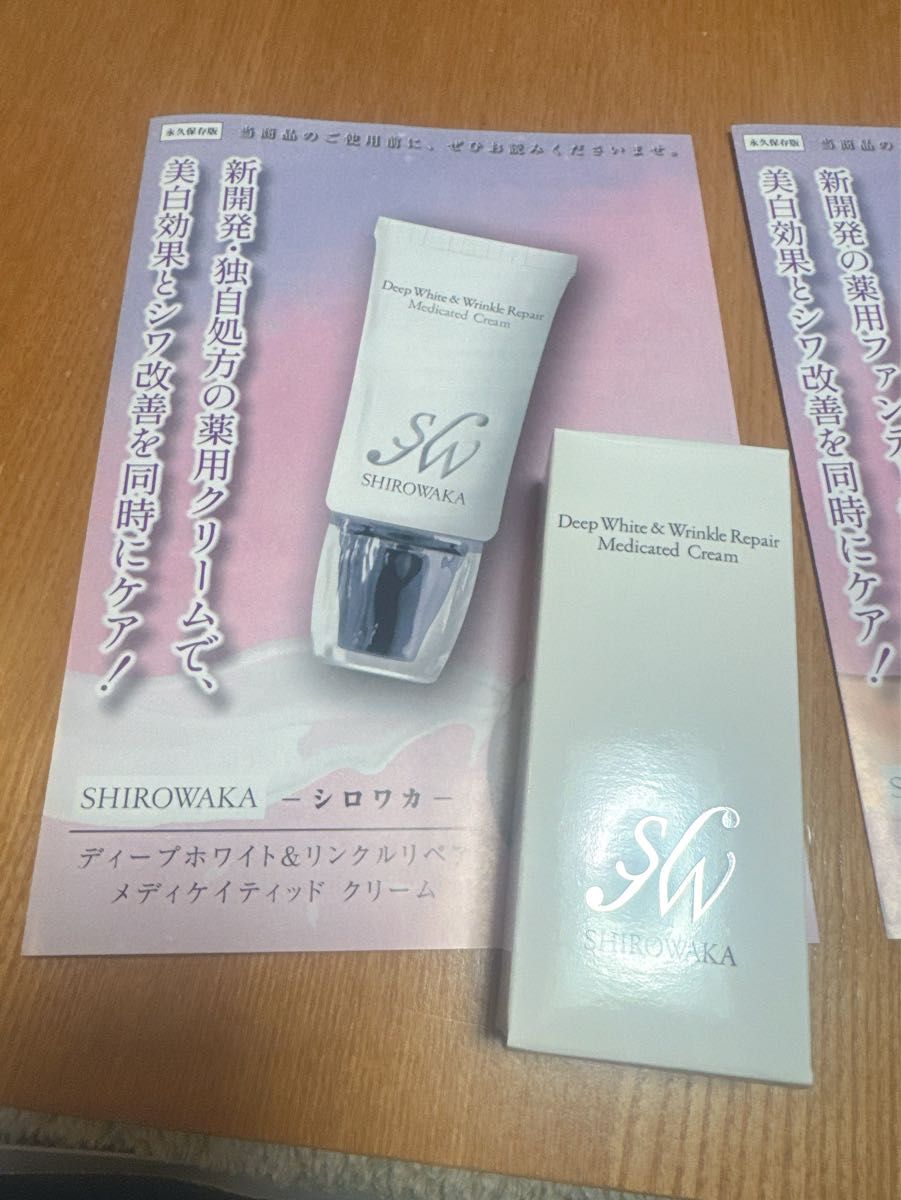 永久保存版
当商品のご使用前に、ぜひお読みくださいませ。
新開発・独自処方の薬用クリームで、
美白効果とシワ改善を同時にケア！
Deep White & Wrinkle Repair
Medicated Cream
SW
SHIROWAKA
SHIROWAKA －シロワカ－
ディープホワイト&リンクルリペア
メディケイティッド クリーム
Deep White & Wrinkle Repair
Medicated Cream
SW
SHIROWAKA
永久保存版
当商品の
新開発の薬用ファンデ
美白効果とシワ改善を同時にケア！